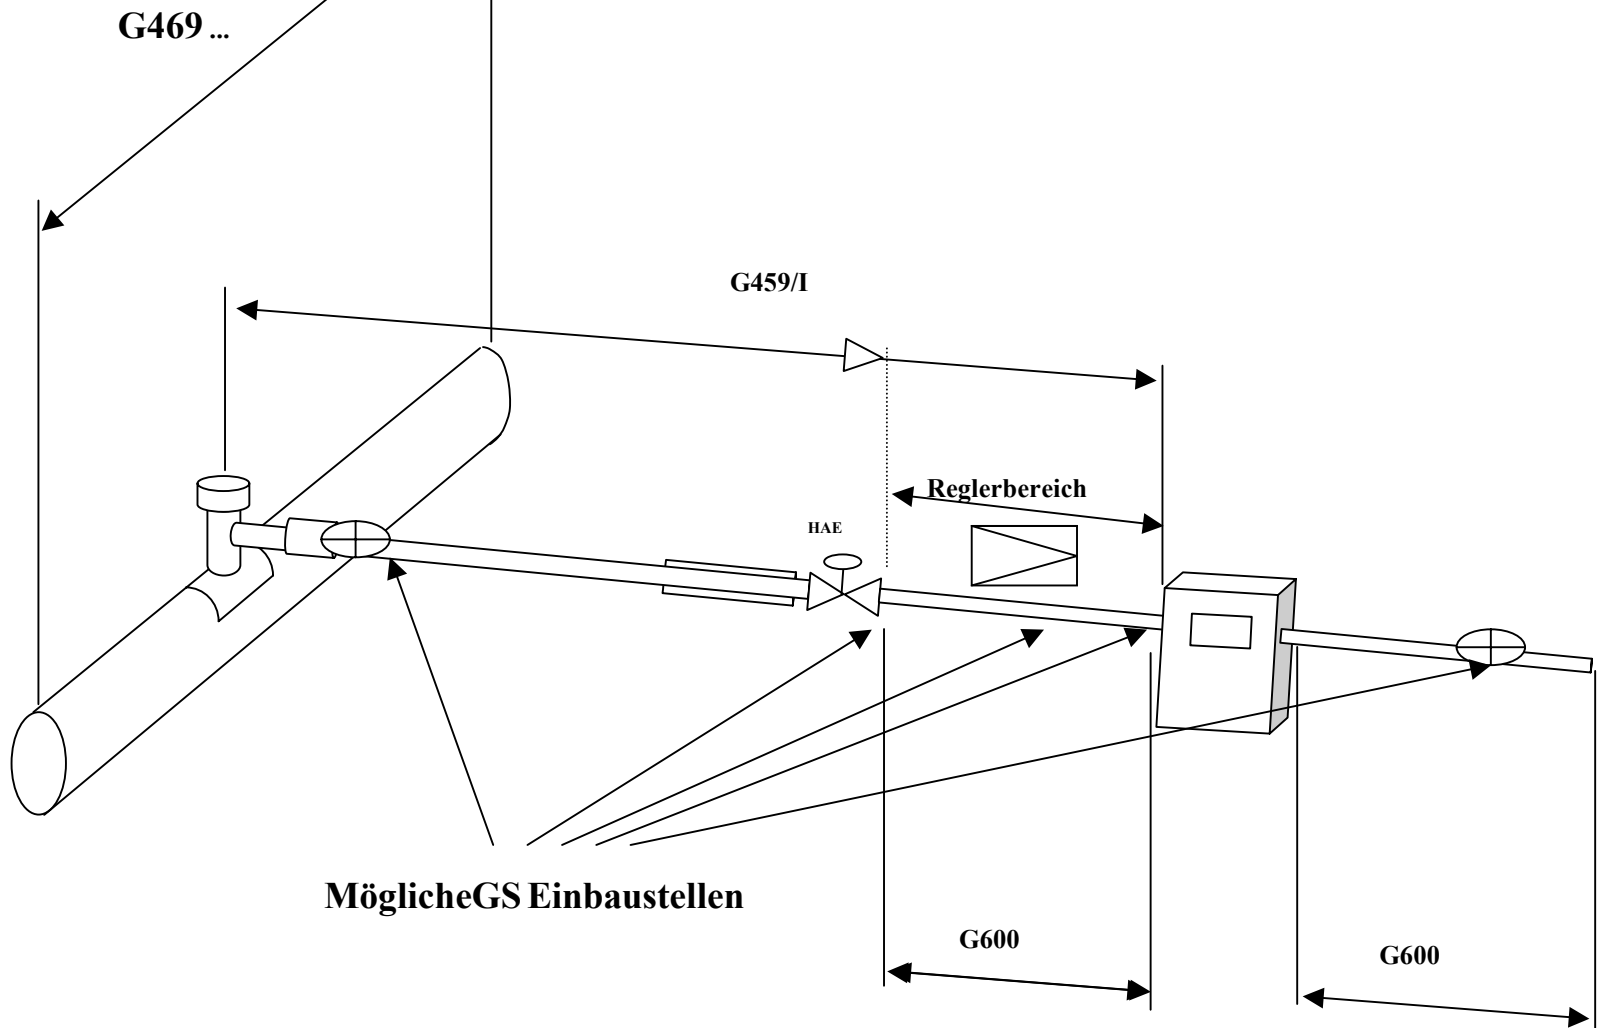 G469 ...
G459/I
Reglerbereich
HAE
MöglicheGS Einbaustellen
G600
G600